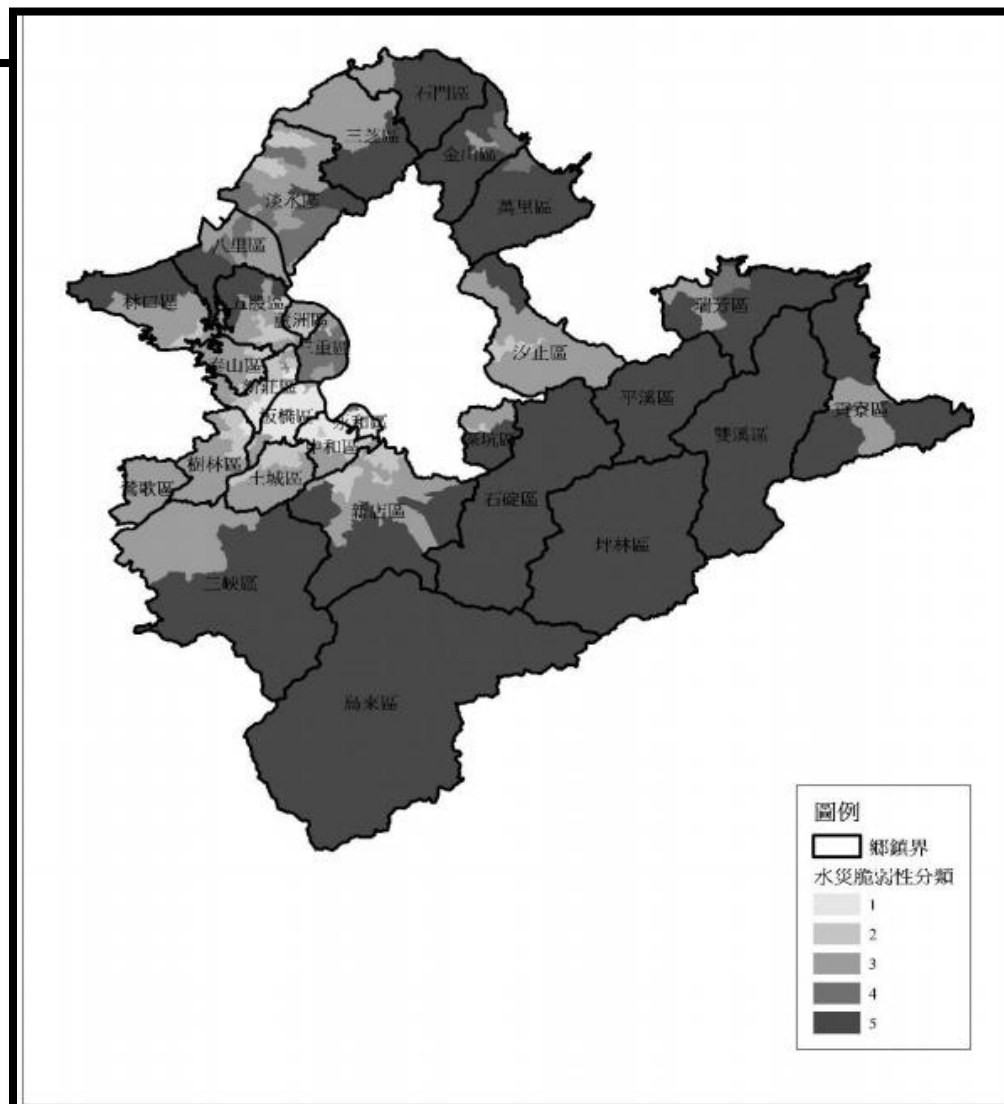 石門區
三芝區
金山區
萬里區
淡水區
八里區
林口區
五股區
蘆洲區
瑞芳區
三重區
汐止區
泰山區
新莊區
平溪區
板橋區
永和區
貢寮區
雙溪區
深坑區
中和區
樹林區
土城區
鶯歌區
石碇區
新店區
坪林區
三峽區
烏來區
圖例
鄉鎮界
水災脆弱性分類
1
2
3
4
5